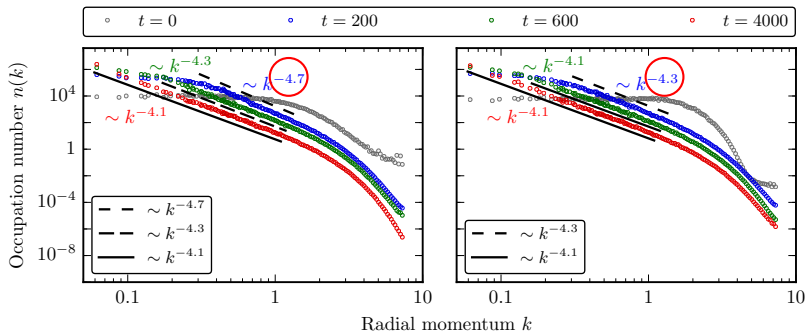 t = 0 t = 200 t = 600 t = 4000
Occupation number n(k)
10^4
1
10^−4
10^−8
∼ k^−4.3
∼ k^−4.7
∼ k^−4.1
∼ k^−4.7
∼ k^−4.3
∼ k^−4.1
0.1 1 10
∼ k^−4.1
∼ k^−4.3
∼ k^−4.1
∼ k^−4.3
∼ k^−4.1
0.1 1 10
Radial momentum k